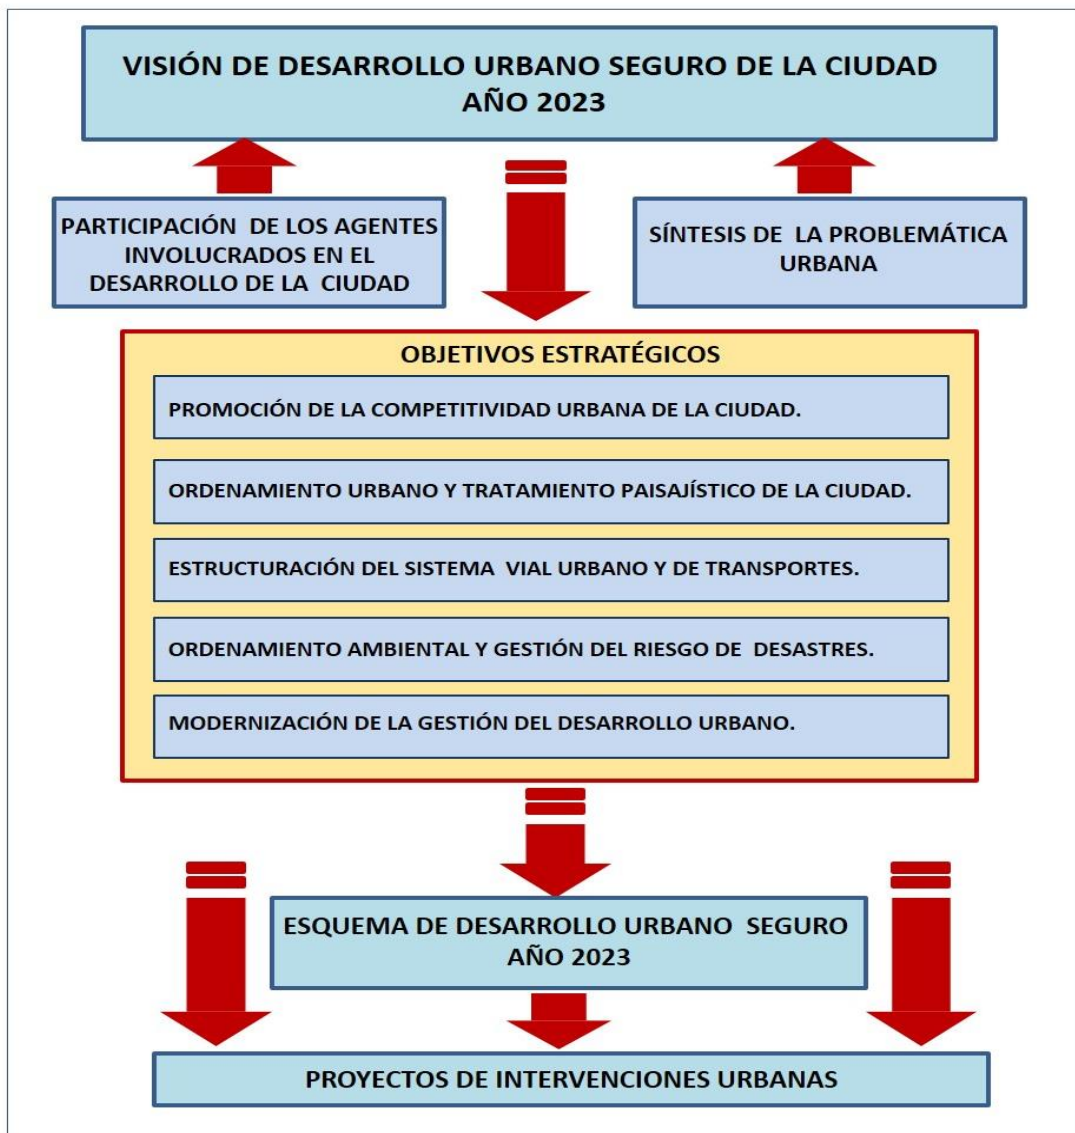 VISIÓN DE DESARROLLO URBANO SEGURO DE LA CIUDAD
AÑO 2023
PARTICIPACIÓN DE LOS AGENTES
INVOLUCRADOS EN EL
DESARROLLO DE LA CIUDAD
SÍNTESIS DE LA PROBLEMÁTICA
URBANA
OBJETIVOS ESTRATÉGICOS
PROMOCIÓN DE LA COMPETITIVIDAD URBANA DE LA CIUDAD.
ORDENAMIENTO URBANO Y TRATAMIENTO PAISAJÍSTICO DE LA CIUDAD.
ESTRUCTURACIÓN DEL SISTEMA VIAL URBANO Y DE TRANSPORTES.
ORDENAMIENTO AMBIENTAL Y GESTIÓN DEL RIESGO DE DESASTRES.
MODERNIZACIÓN DE LA GESTIÓN DEL DESARROLLO URBANO.
ESQUEMA DE DESARROLLO URBANO SEGURO
AÑO 2023
PROYECTOS DE INTERVENCIONES URBANAS